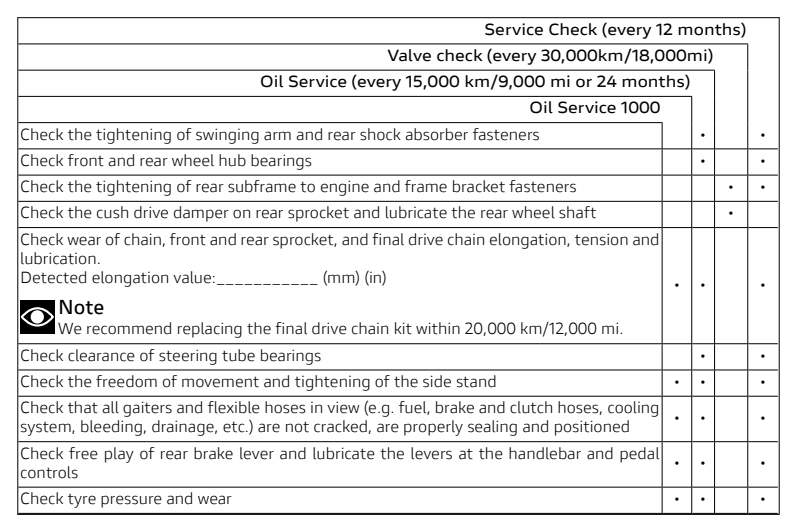 Service Check (every 12 months)
Valve check (every 30,000km/18,000mi)
Oil Service (every 15,000 km/9,000 mi or 24 months)
Oil Service 1000
Check the tightening of swinging arm and rear shock absorber fasteners • •
Check front and rear wheel hub bearings • •
Check the tightening of rear subframe to engine and frame bracket fasteners • •
Check the cush drive damper on rear sprocket and lubricate the rear wheel shaft •
Check wear of chain, front and rear sprocket, and final drive chain elongation, tension and
lubrication.
Detected elongation value:___________ (mm) (in) • • •
Note
We recommend replacing the final drive chain kit within 20,000 km/12,000 mi.
Check clearance of steering tube bearings • •
Check the freedom of movement and tightening of the side stand • • •
Check that all gaiters and flexible hoses in view (e.g. fuel, brake and clutch hoses, cooling
system, bleeding, drainage, etc.) are not cracked, are properly sealing and positioned • • •
Check free play of rear brake lever and lubricate the levers at the handlebar and pedal
controls • • •
Check tyre pressure and wear • • •